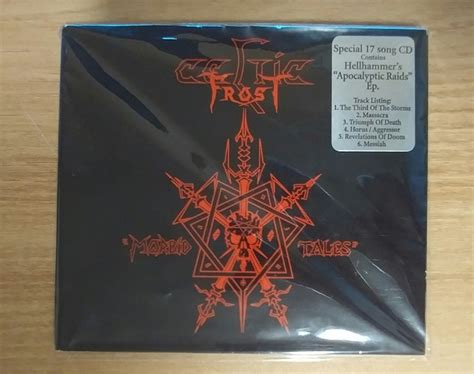 CELTIC
FROST
Special 17 song CD
Contains
Hellhammer's
"Apocalyptic Raids"
Ep.
Track Listing:
1. The Third Of The Storms
2. Massacra
3. Triumph Of Death
4. Horus / Aggressor
5. Revelations Of Doom
6. Messiah
"MORBID TALES"